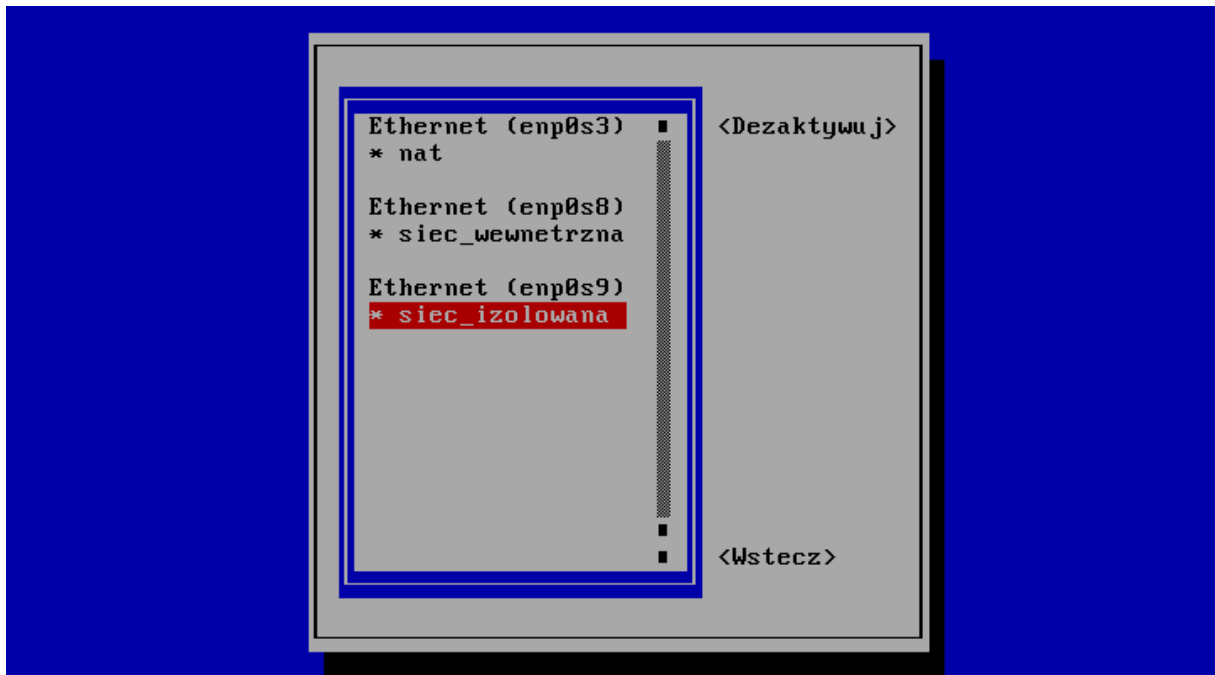 Ethernet (enp0s3)
* nat
Ethernet (enp0s8)
* siec_wewnetrzna
Ethernet (enp0s9)
* siec_izolowana
<Dezaktywuj>
<Wstecz>